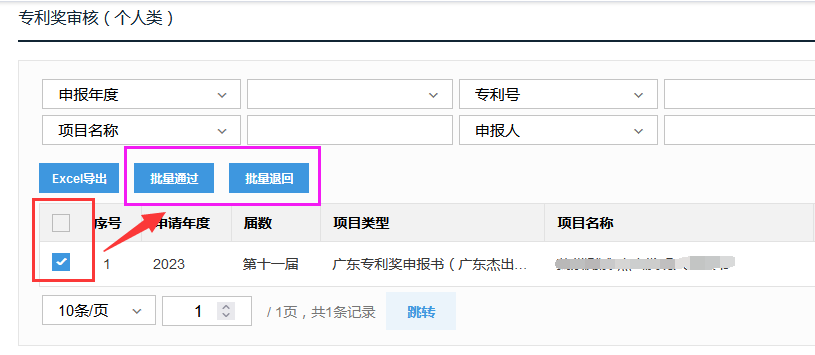 专利奖审核（个人类）
申报年度 专利号
项目名称 申报人
Excel导出 批量通过 批量退回
序号 申请年度 届数 项目类型 项目名称
1 2023 第十一届 广东专利奖申报书（广东杰出...
10条/页 1 / 1页，共1条记录 跳转